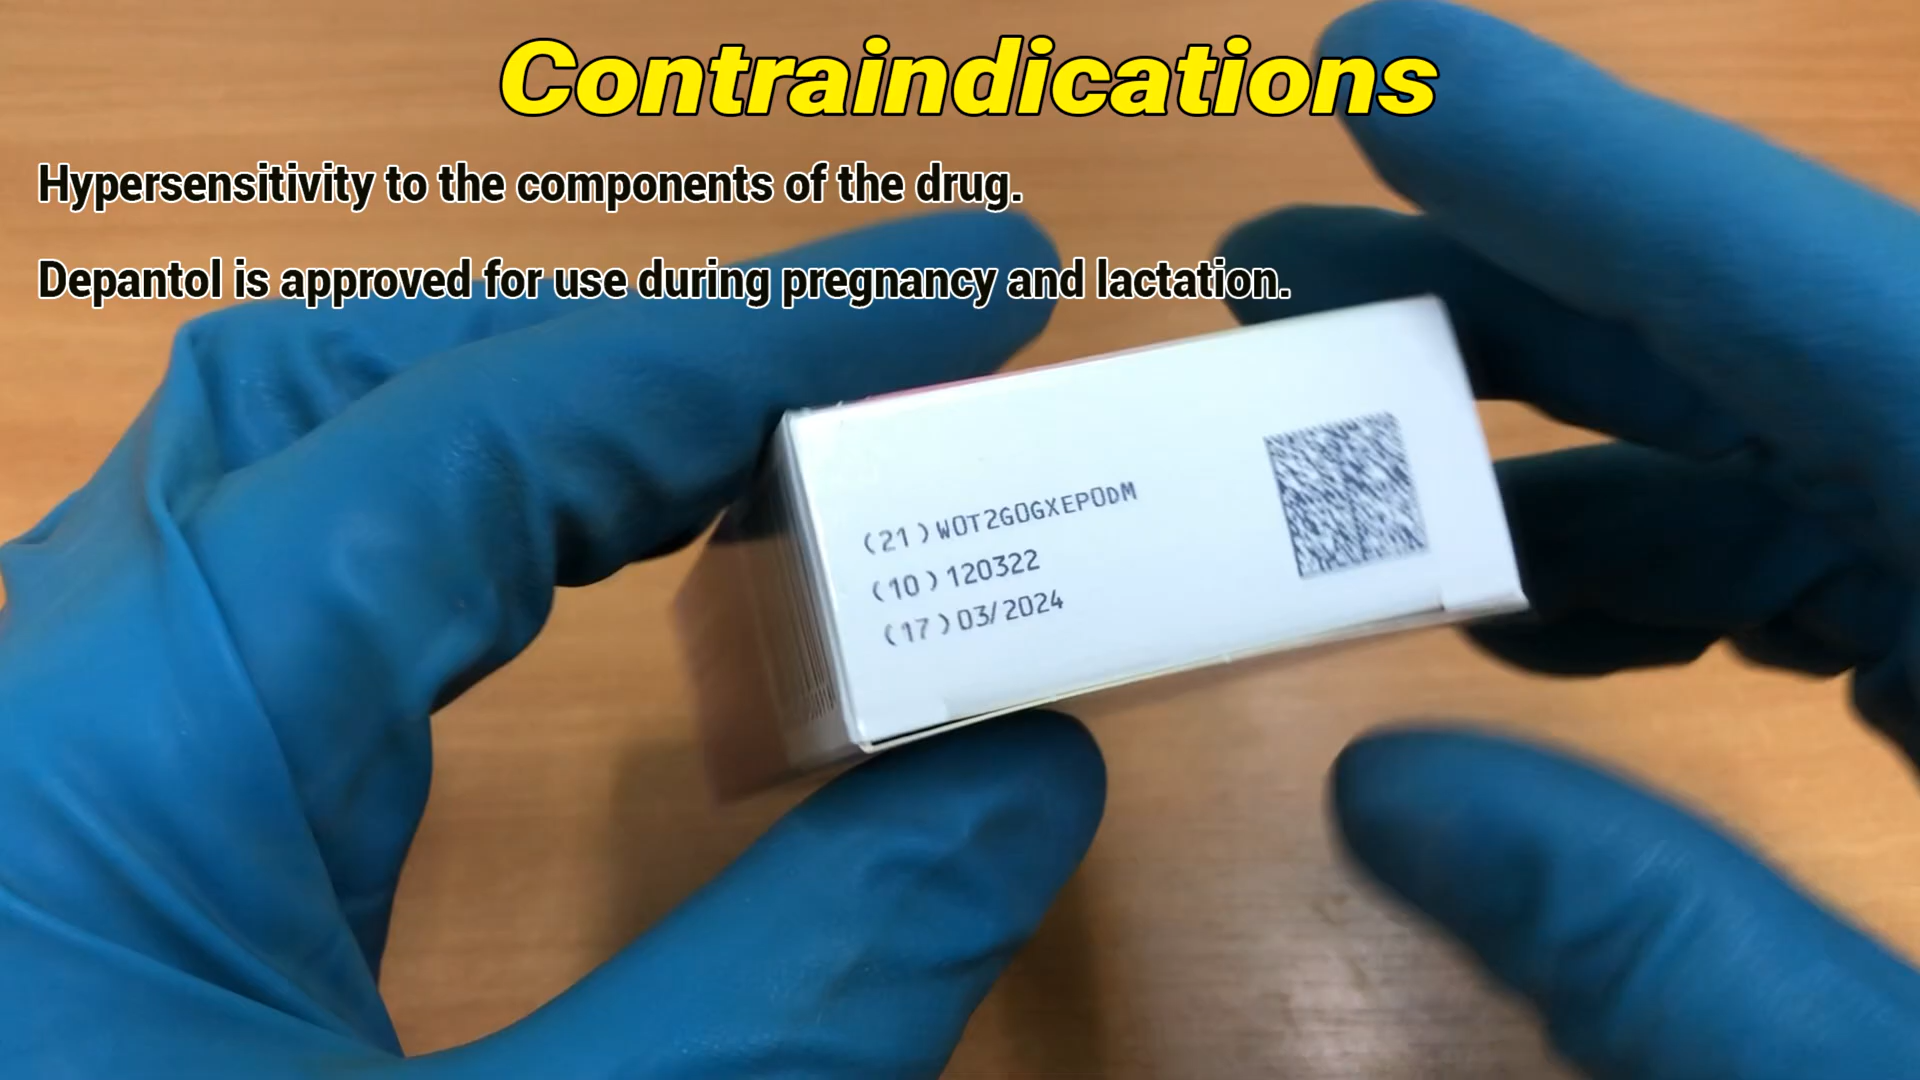 Contraindications
Hypersensitivity to the components of the drug.
Depantol is approved for use during pregnancy and lactation.
(21)W0T2G0GXEP0DM
(10)120322
(17)03/2024